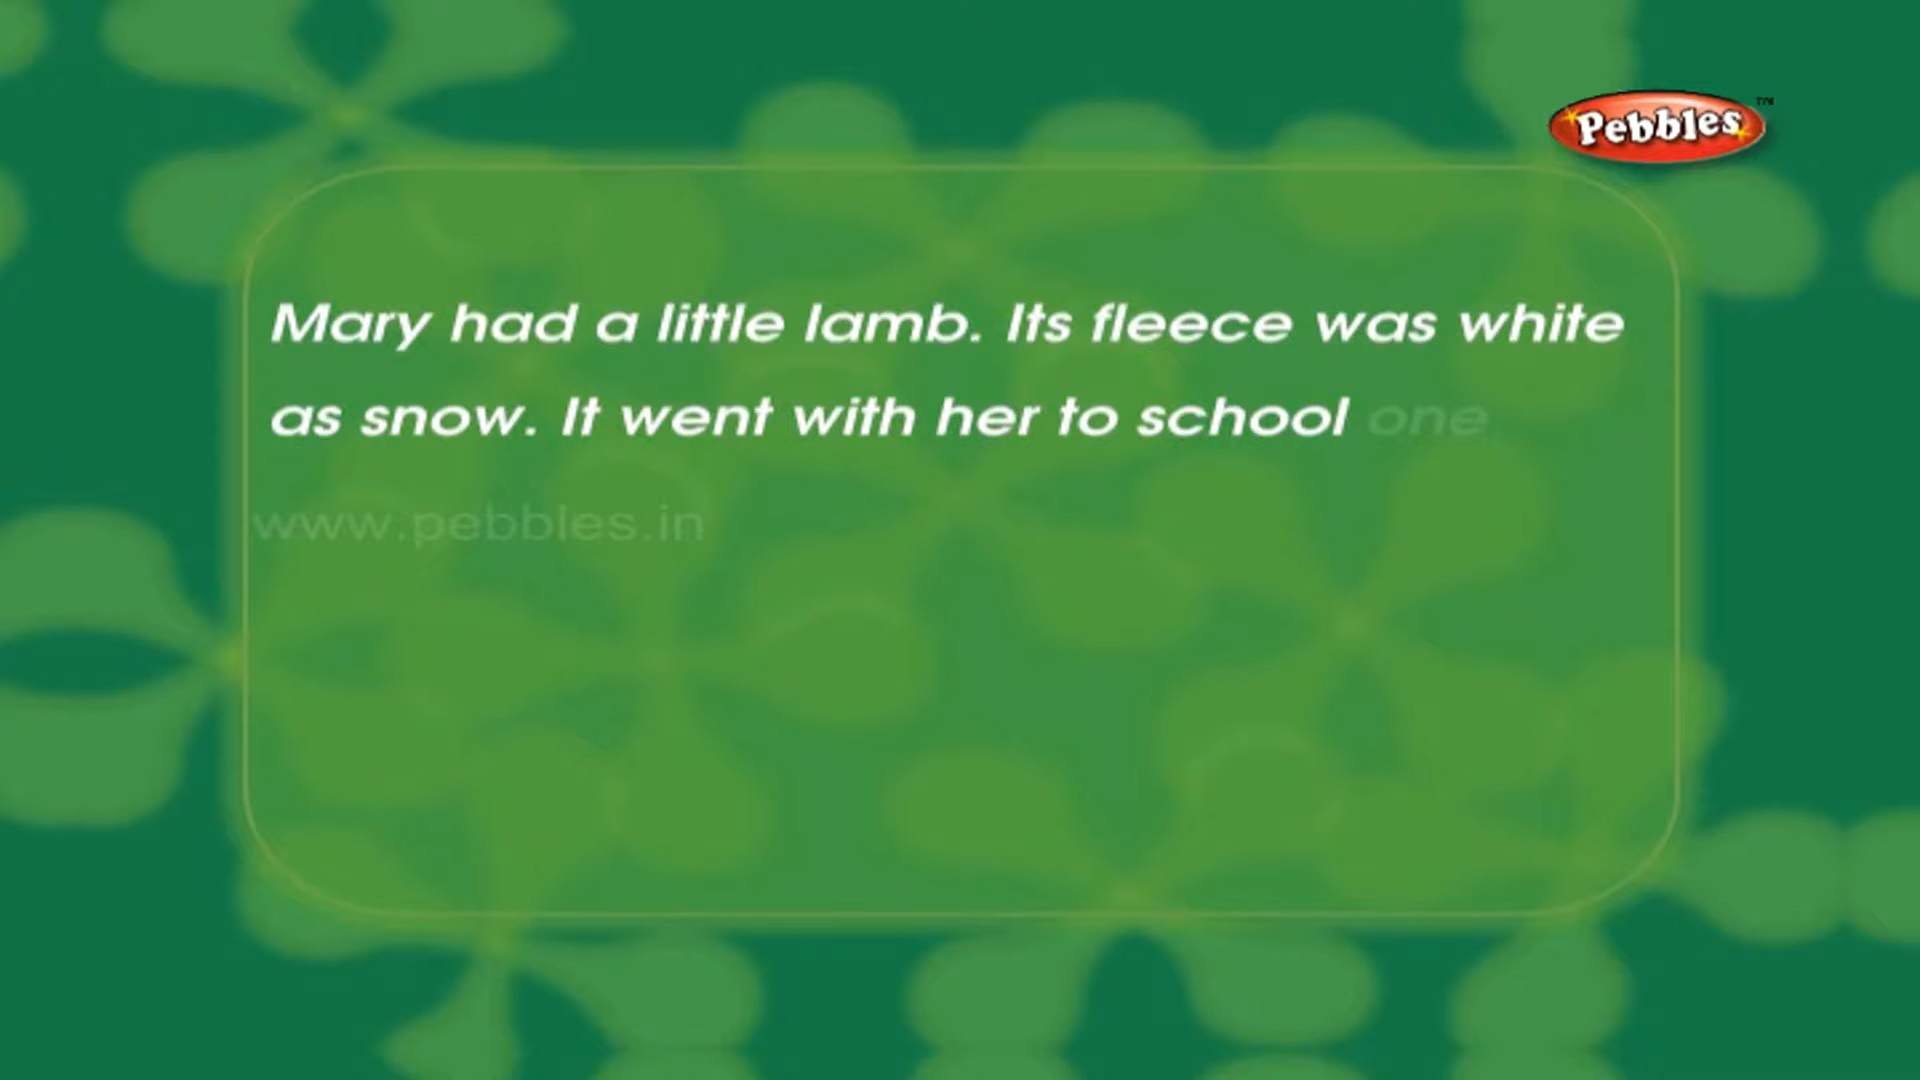 Pebbles™
Mary had a little lamb. Its fleece was white
as snow. It went with her to school one
www.pebbles.in